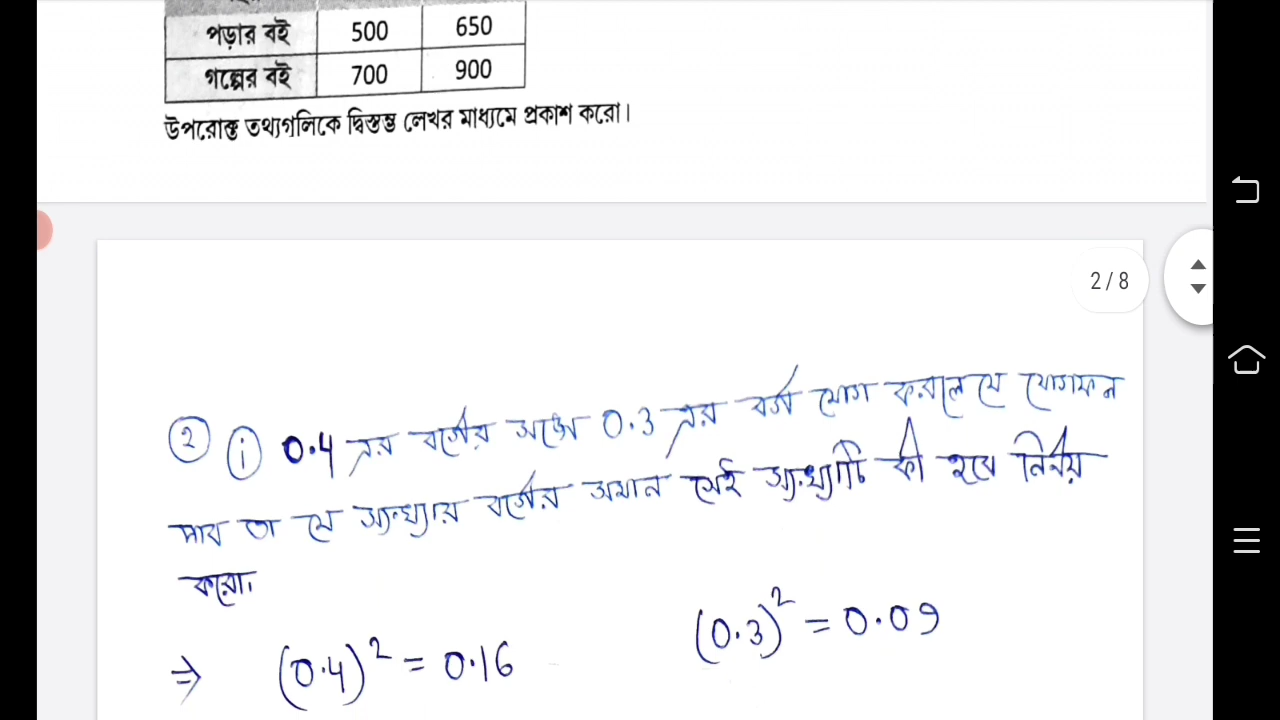 পড়ার বই 500 650
গল্পের বই 700 900
উপরোক্ত তথ্যগলিকে দ্বিস্তম্ভ লেখর মাধ্যমে প্রকাশ করো।
2 / 8
২ i 0.4 এর বর্গের সঙ্গে 0.3 এর বর্গ যোগ করলে যে যোগফল
পাব তা যে সংখ্যার বর্গের সমান সেই সংখ্যাটি কী হবে নির্ণয়
করো।
⇒ (0.4)² = 0.16 (0.3)² = 0.09